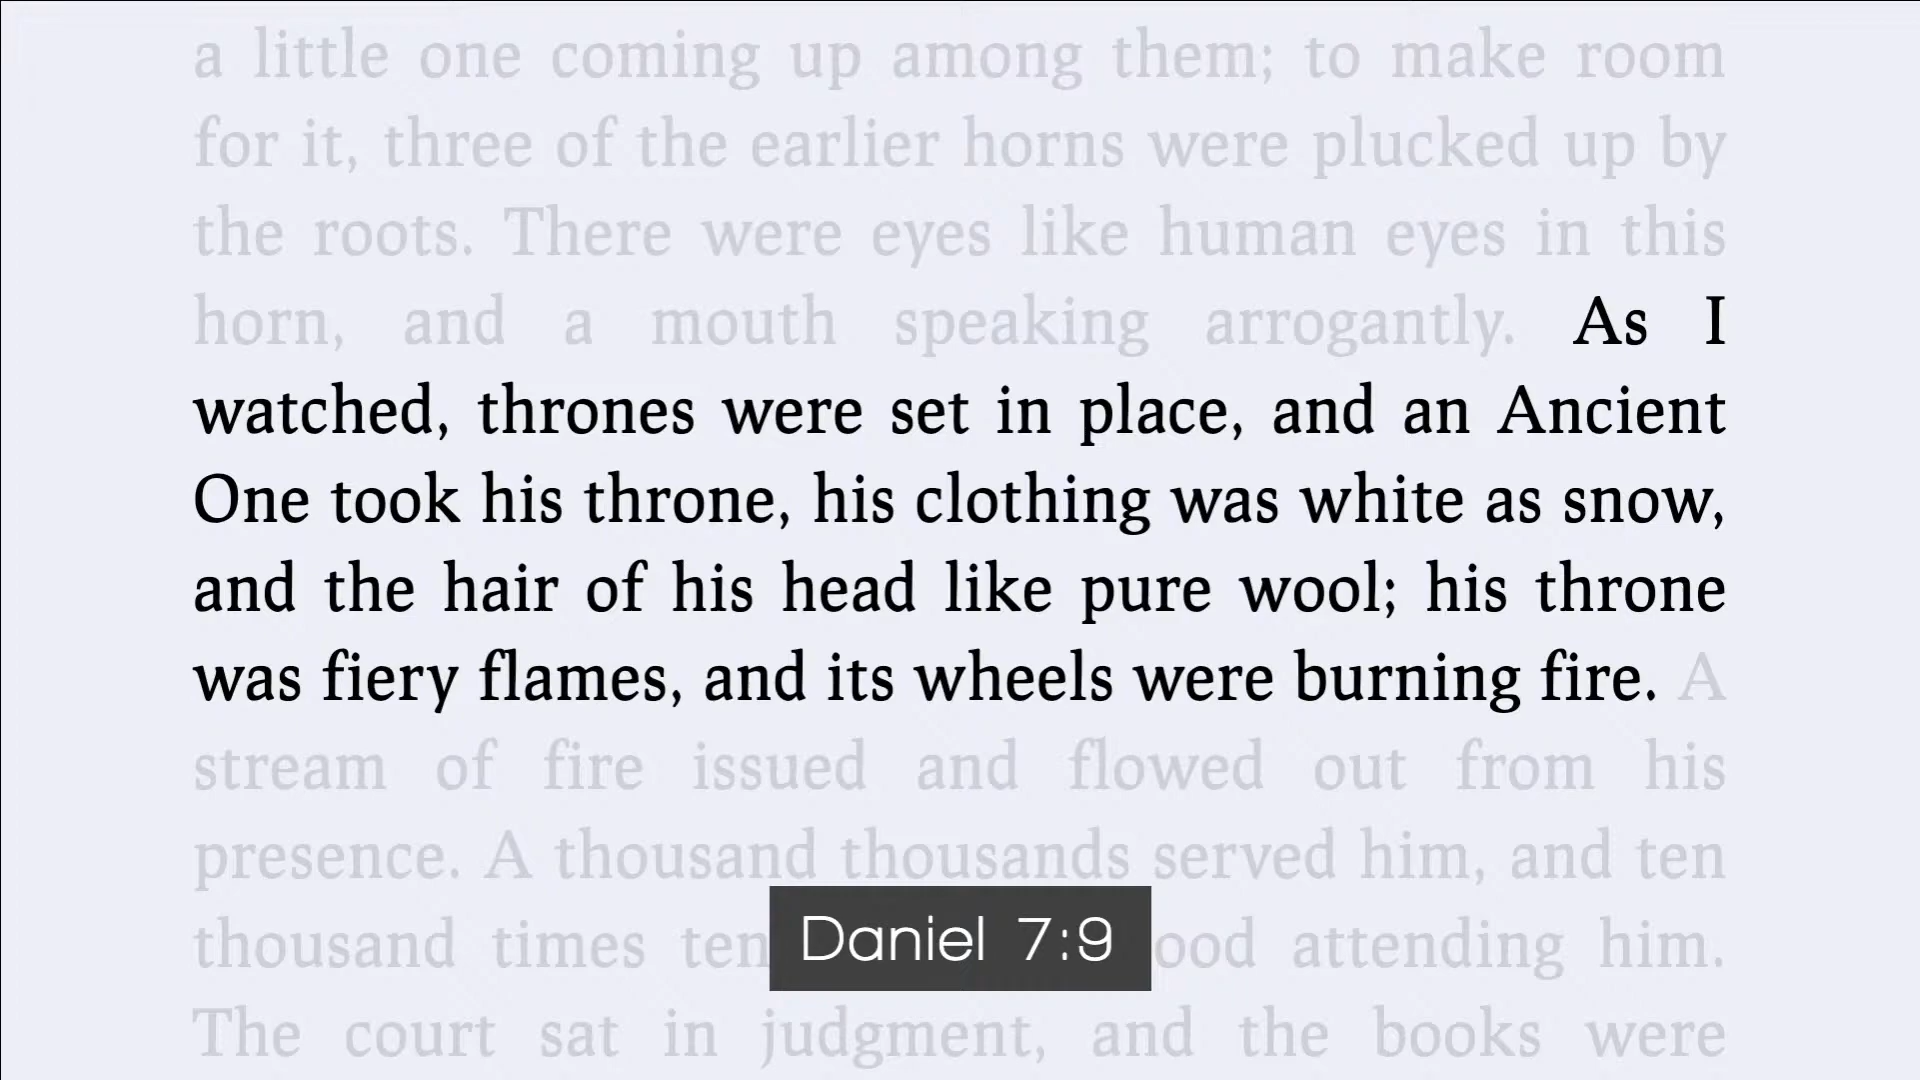 a little one coming up among them; to make room
for it, three of the earlier horns were plucked up by
the roots. There were eyes like human eyes in this
horn, and a mouth speaking arrogantly. As I
watched, thrones were set in place, and an Ancient
One took his throne, his clothing was white as snow,
and the hair of his head like pure wool; his throne
was fiery flames, and its wheels were burning fire. A
stream of fire issued and flowed out from his
presence. A thousand thousands served him, and ten
thousand times ten ood attending him.
Daniel 7:9
The court sat in judgment, and the books were